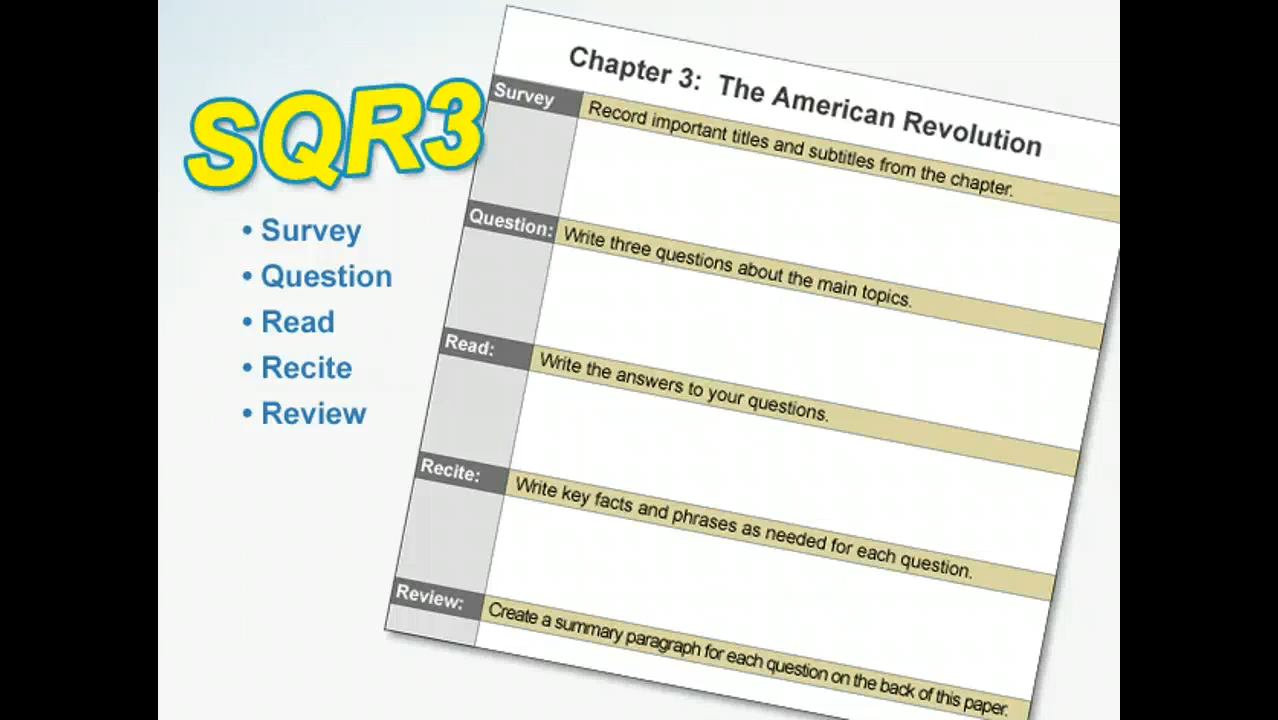 SQR3
• Survey
• Question
• Read
• Recite
• Review
Chapter 3: The American Revolution
Survey
Record important titles and subtitles from the chapter.
Question:
Write three questions about the main topics.
Read:
Write the answers to your questions.
Recite:
Write key facts and phrases as needed for each question.
Review:
Create a summary paragraph for each question on the back of this paper.